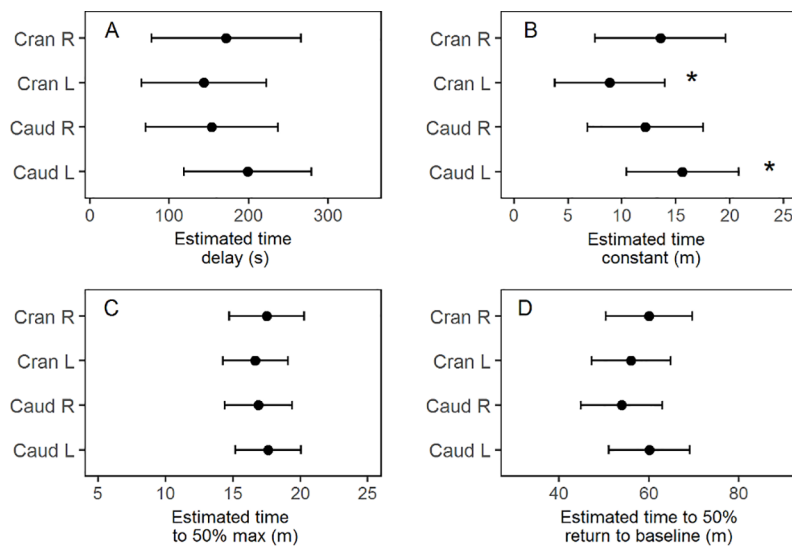 A
Cran R
Cran L
Caud R
Caud L
0 100 200 300
Estimated time
delay (s)
B
Cran R
Cran L *
Caud R
Caud L *
0 5 10 15 20 25
Estimated time
constant (m)
C
Cran R
Cran L
Caud R
Caud L
5 10 15 20 25
Estimated time
to 50% max (m)
D
Cran R
Cran L
Caud R
Caud L
40 60 80
Estimated time to 50%
return to baseline (m)